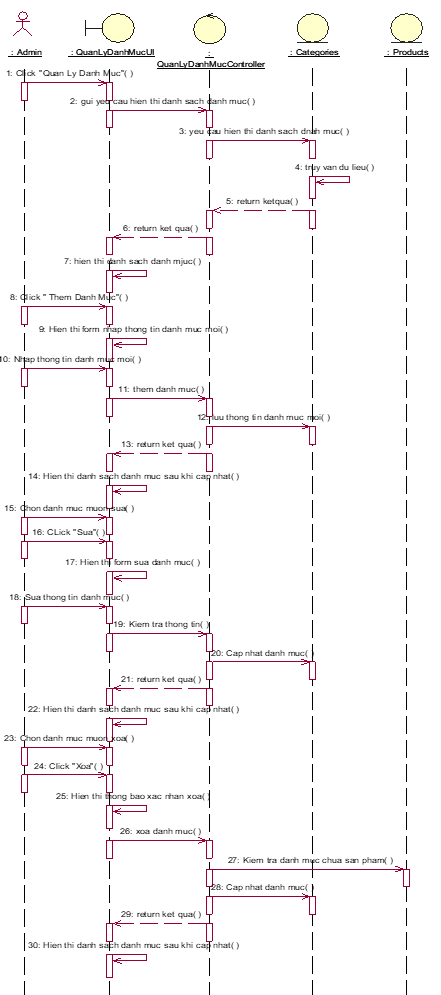 : Admin
: QuanLyDanhMucUI
:
QuanLyDanhMucController
: Categories
: Products
1: Click "Quan Ly Danh Muc"( )
2: gui yeu cau hien thi danh sach danh muc( )
3: yeu cau hien thi danh sach dnah muc( )
4: truy van du lieu( )
5: return ketqua( )
6: return ket qua( )
7: hien thi danh sach danh mjuc( )
8: Click " Them Danh Muc"( )
9: Hien thi form nhap thong tin danh muc moi( )
10: Nhap thong tin danh muc moi( )
11: them danh muc( )
12: luu thong tin danh muc moi( )
13: return ket qua( )
14: Hien thi danh sach danh muc sau khi cap nhat( )
15: Chon danh muc muon sua( )
16: CLick "Sua"( )
17: Hien thi form sua danh muc( )
18: Sua thong tin danh muc( )
19: Kiem tra thong tin( )
20: Cap nhat danh muc( )
21: return ket qua( )
22: Hien thi danh sach danh muc sau khi cap nhat( )
23: Chon danh muc muon xoa( )
24: Click "Xoa"( )
25: Hien thi thong bao xac nhan xoa( )
26: xoa danh muc( )
27: Kiem tra danh muc chua san pham( )
28: Cap nhat danh muc( )
29: return ket qua( )
30: Hien thi danh sach danh muc sau khi cap nhat( )